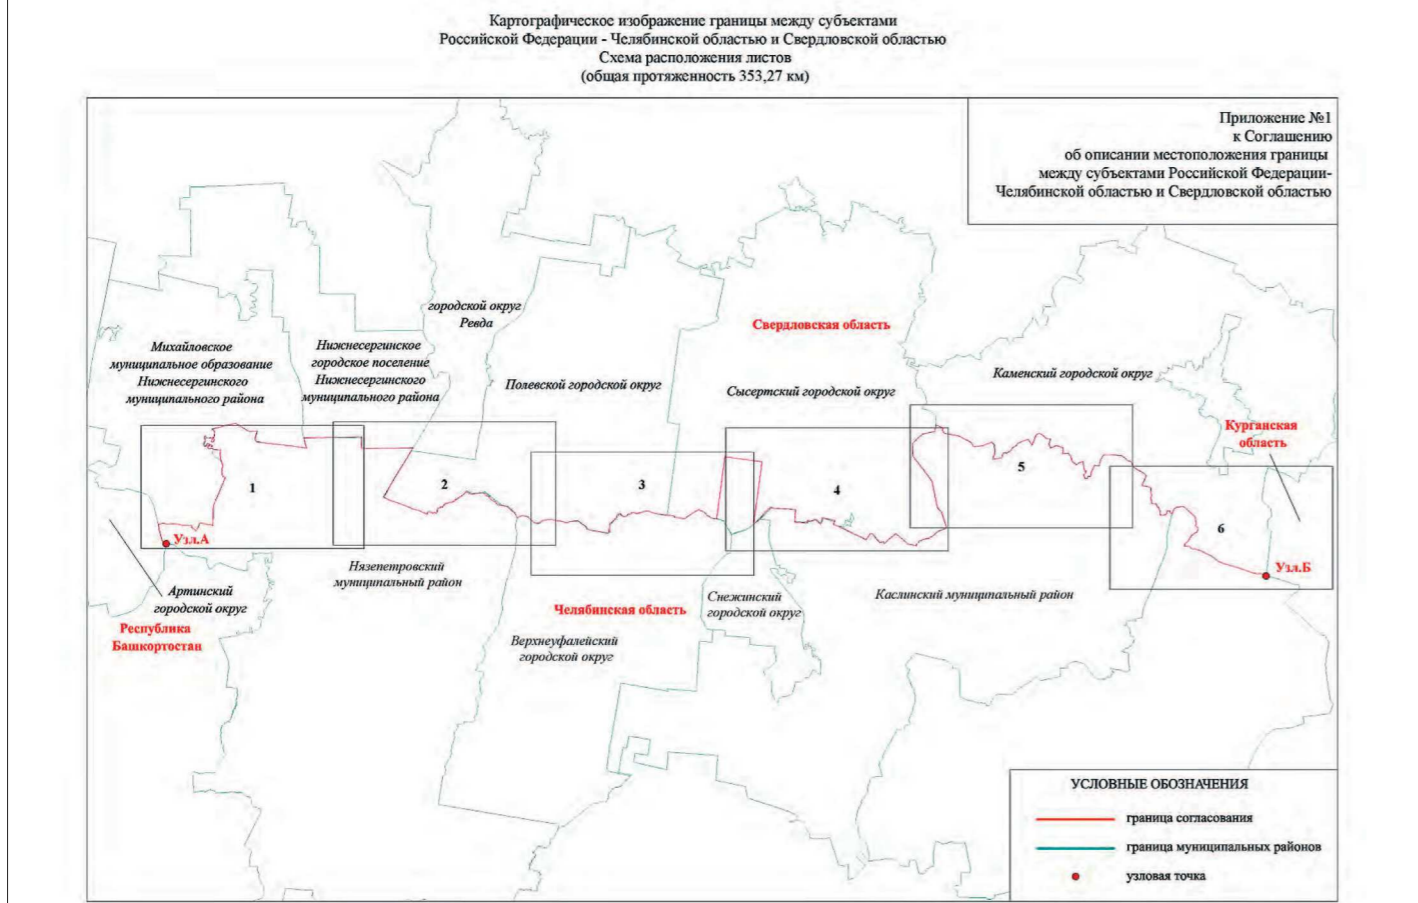 Картографическое изображение границы между субъектами
Российской Федерации - Челябинской областью и Свердловской областью
Схема расположения листов
(общая протяженность 353,27 км)
Приложение №1
к Соглашению
об описании местоположения границы
между субъектами Российской Федерации-
Челябинской областью и Свердловской областью
городской округ
Ревда
Свердловская область
Михайловское
муниципальное образование
Нижнесергинского
муниципального района
Нижнесергинское
городское поселение
Нижнесергинского
муниципального района
Полевской городской округ
Сысертский городской округ
Каменский городской округ
Курганская
область
1
2
3
4
5
6
Узл.А
Узл.Б
Нязепетровский
муниципальный район
Артинский
городской округ
Республика
Башкортостан
Челябинская область
Снежинский
городской округ
Каслинский муниципальный район
Верхнеуфалейский
городской округ
УСЛОВНЫЕ ОБОЗНАЧЕНИЯ
граница согласования
граница муниципальных районов
узловая точка